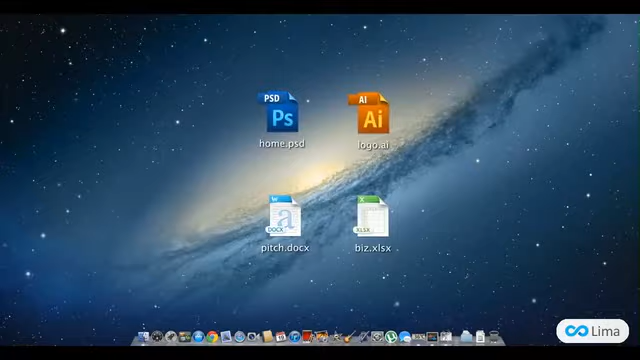 PSD
Ps
home.psd
AI
Ai
logo.ai
W
a
DOCX
pitch.docx
X
XLSX
biz.xlsx
Lima